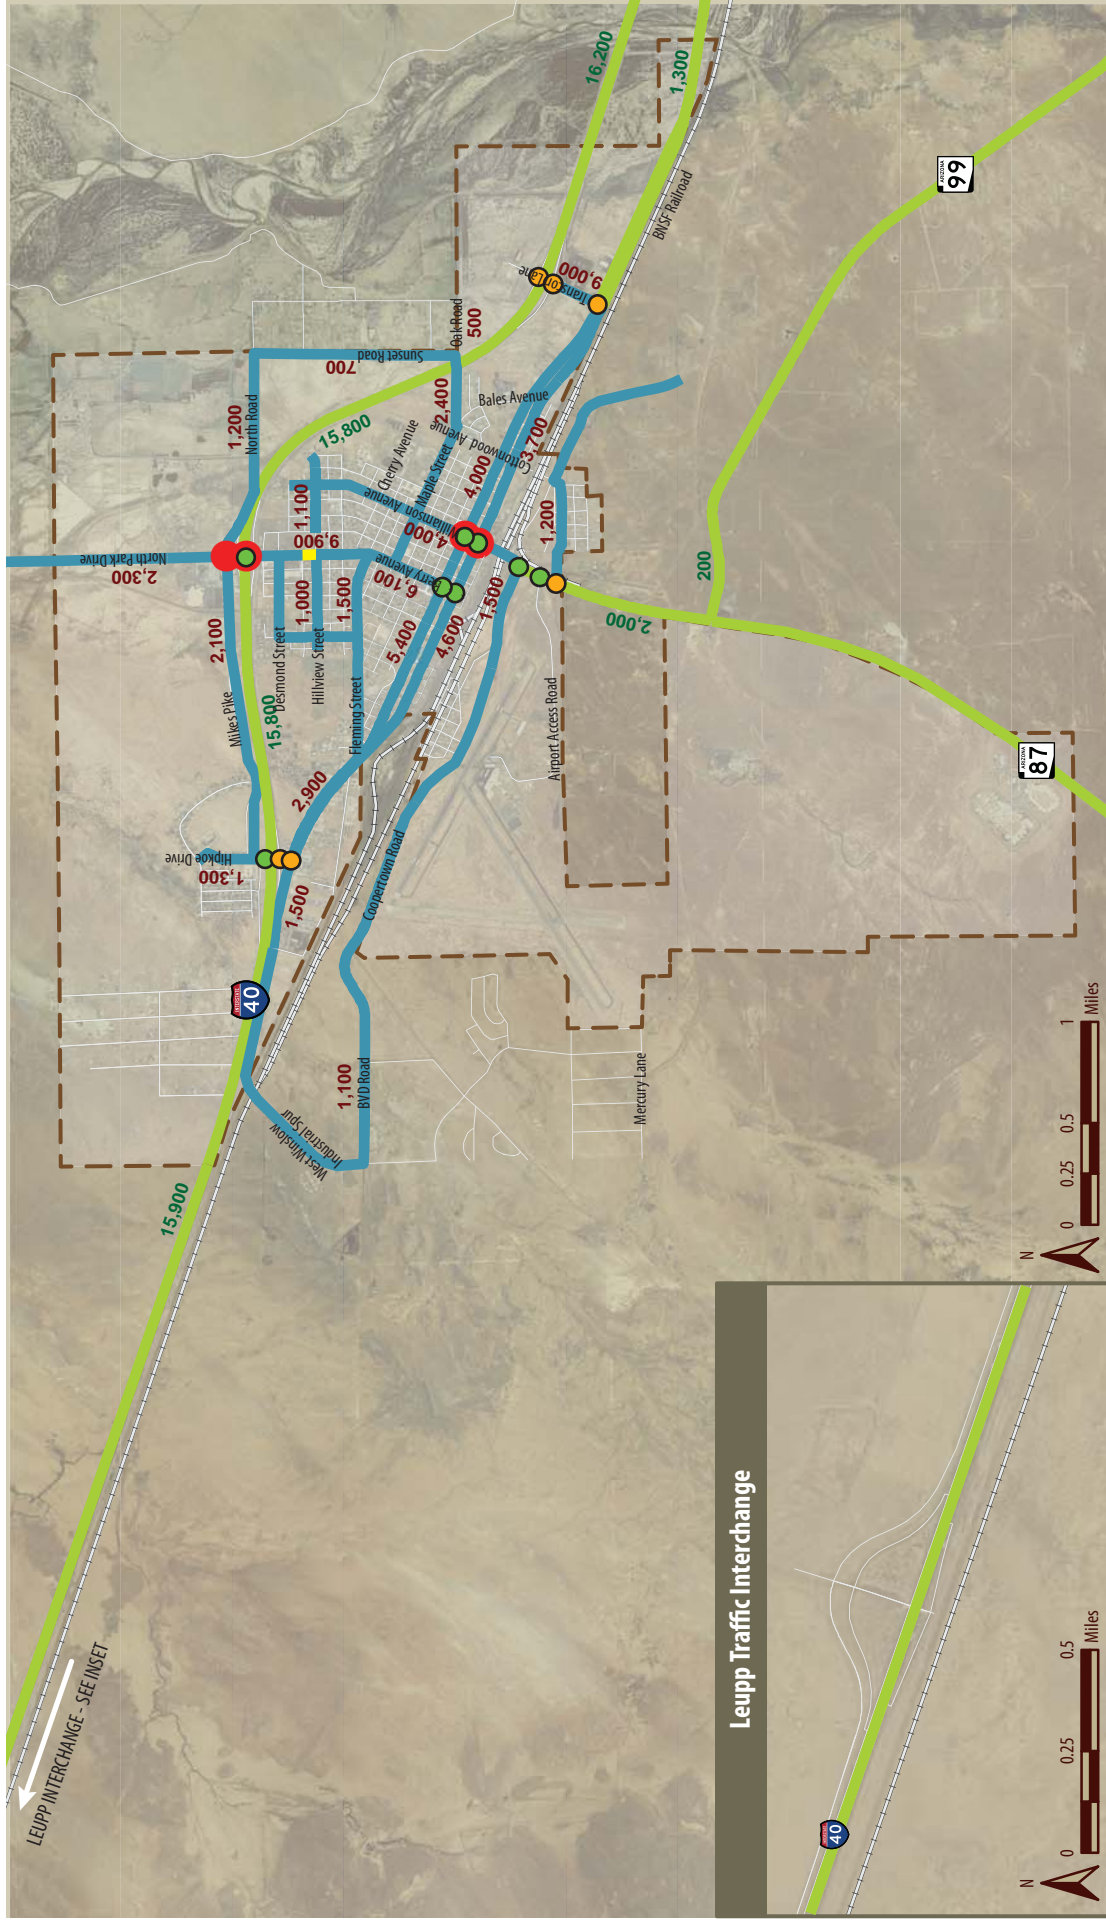 LEUPP INTERCHANGE - SEE INSET
15,900
INTERSTATE
40
West Winslow
Industrial Spur
1,100
BVD Road
Mercury Lane
Hipkoe Drive
1,300
1,500
2,900
Coopertown Road
Mikes Pike
2,100
15,800
Desmond Street
Hillview Street
Fleming Street
1,000
1,500
5,400
4,600
1,500
Airport Access Road
North Park Drive
2,300
9,900
1,100
Berry Avenue
6,100
Williamson Avenue
4,000
Maple Street
Cherry Avenue
4,000
Cottonwood Avenue
3,700
Bales Avenue
1,200
North Road
1,200
15,800
Sunset Road
700
2,400
Oak Road
500
Transcon Lane
9,000
16,200
1,300
BNSF Railroad
2,000
200
ARIZONA
99
ARIZONA
87
N
0 0.25 0.5 1
Miles
Leupp Traffic Interchange
INTERSTATE
40
N
0 0.25 0.5
Miles